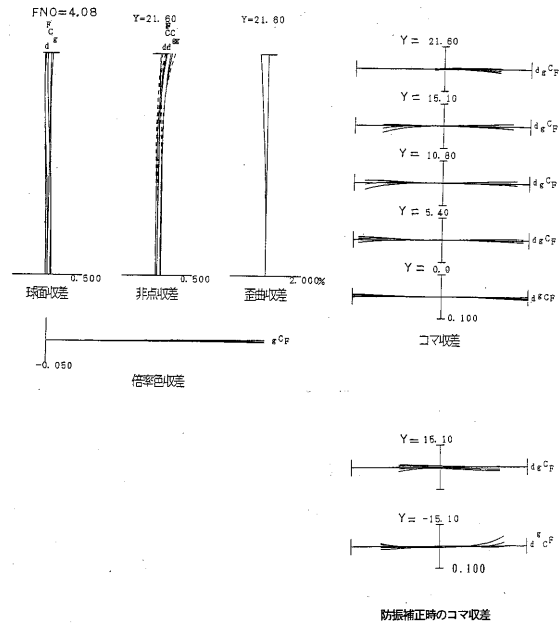 FNO=4.08
F
C
g
d
0.500
球面収差
Y=21.60
F
CC
gg
dd
0.500
非点収差
Y=21.60
2.000%
歪曲収差
-0.050
g C F
倍率色収差
Y= 21.60
d g C F
Y= 15.10
d g C F
Y= 10.80
d g C F
Y= 5.40
d g C F
Y= 0.0
d g C F
0.100
コマ収差
Y= 15.10
d g C F
Y= -15.10
g
d C F
0.100
防振補正時のコマ収差